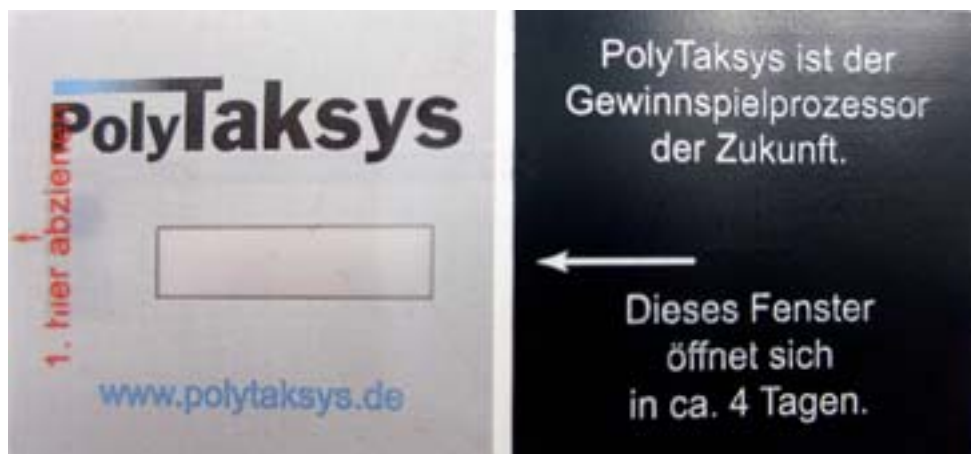 PolyTaksys
1. hier abziehen
www.polytaksys.de
PolyTaksys ist der
Gewinnspielprozessor
der Zukunft.
Dieses Fenster
öffnet sich
in ca. 4 Tagen.